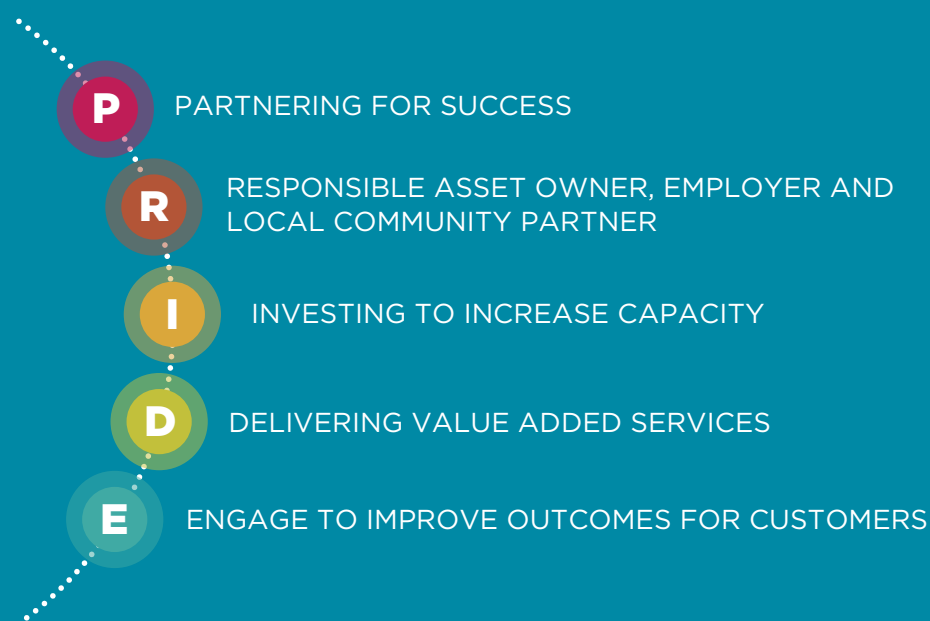 P PARTNERING FOR SUCCESS
R RESPONSIBLE ASSET OWNER, EMPLOYER AND
LOCAL COMMUNITY PARTNER
I INVESTING TO INCREASE CAPACITY
D DELIVERING VALUE ADDED SERVICES
E ENGAGE TO IMPROVE OUTCOMES FOR CUSTOMERS